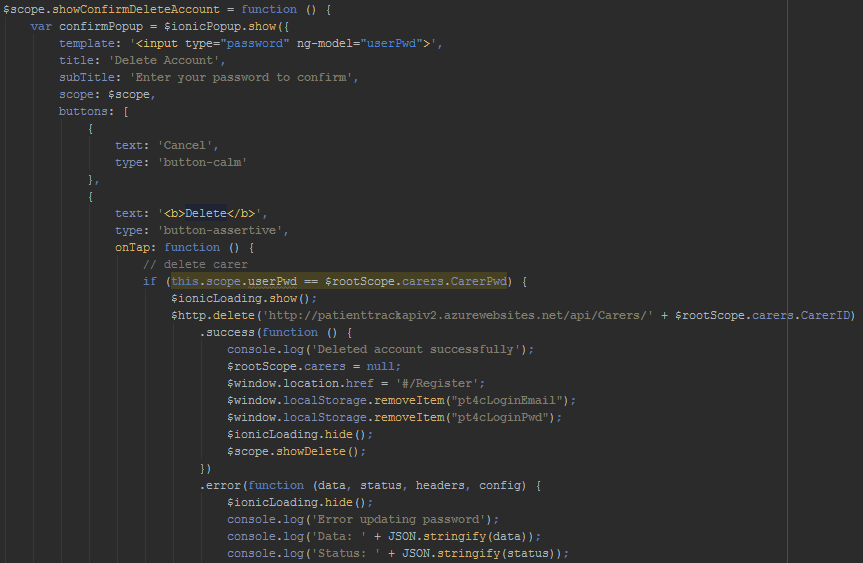 $scope.showConfirmDeleteAccount = function () {
    var confirmPopup = $ionicPopup.show({
        template: '<input type="password" ng-model="userPwd">',
        title: 'Delete Account',
        subTitle: 'Enter your password to confirm',
        scope: $scope,
        buttons: [
            {
                text: 'Cancel',
                type: 'button-calm'
            },
            {
                text: '<b>Delete</b>',
                type: 'button-assertive',
                onTap: function () {
                    // delete carer
                    if (this.scope.userPwd == $rootScope.carers.CarerPwd) {
                        $ionicLoading.show();
                        $http.delete('http://patienttrackapiv2.azurewebsites.net/api/Carers/' + $rootScope.carers.CarerID)
                            .success(function () {
                                console.log('Deleted account successfully');
                                $rootScope.carers = null;
                                $window.location.href = '#/Register';
                                $window.localStorage.removeItem("pt4cLoginEmail");
                                $window.localStorage.removeItem("pt4cLoginPwd");
                                $ionicLoading.hide();
                                $scope.showDelete();
                            })
                            .error(function (data, status, headers, config) {
                                $ionicLoading.hide();
                                console.log('Error updating password');
                                console.log('Data: ' + JSON.stringify(data));
                                console.log('Status: ' + JSON.stringify(status));